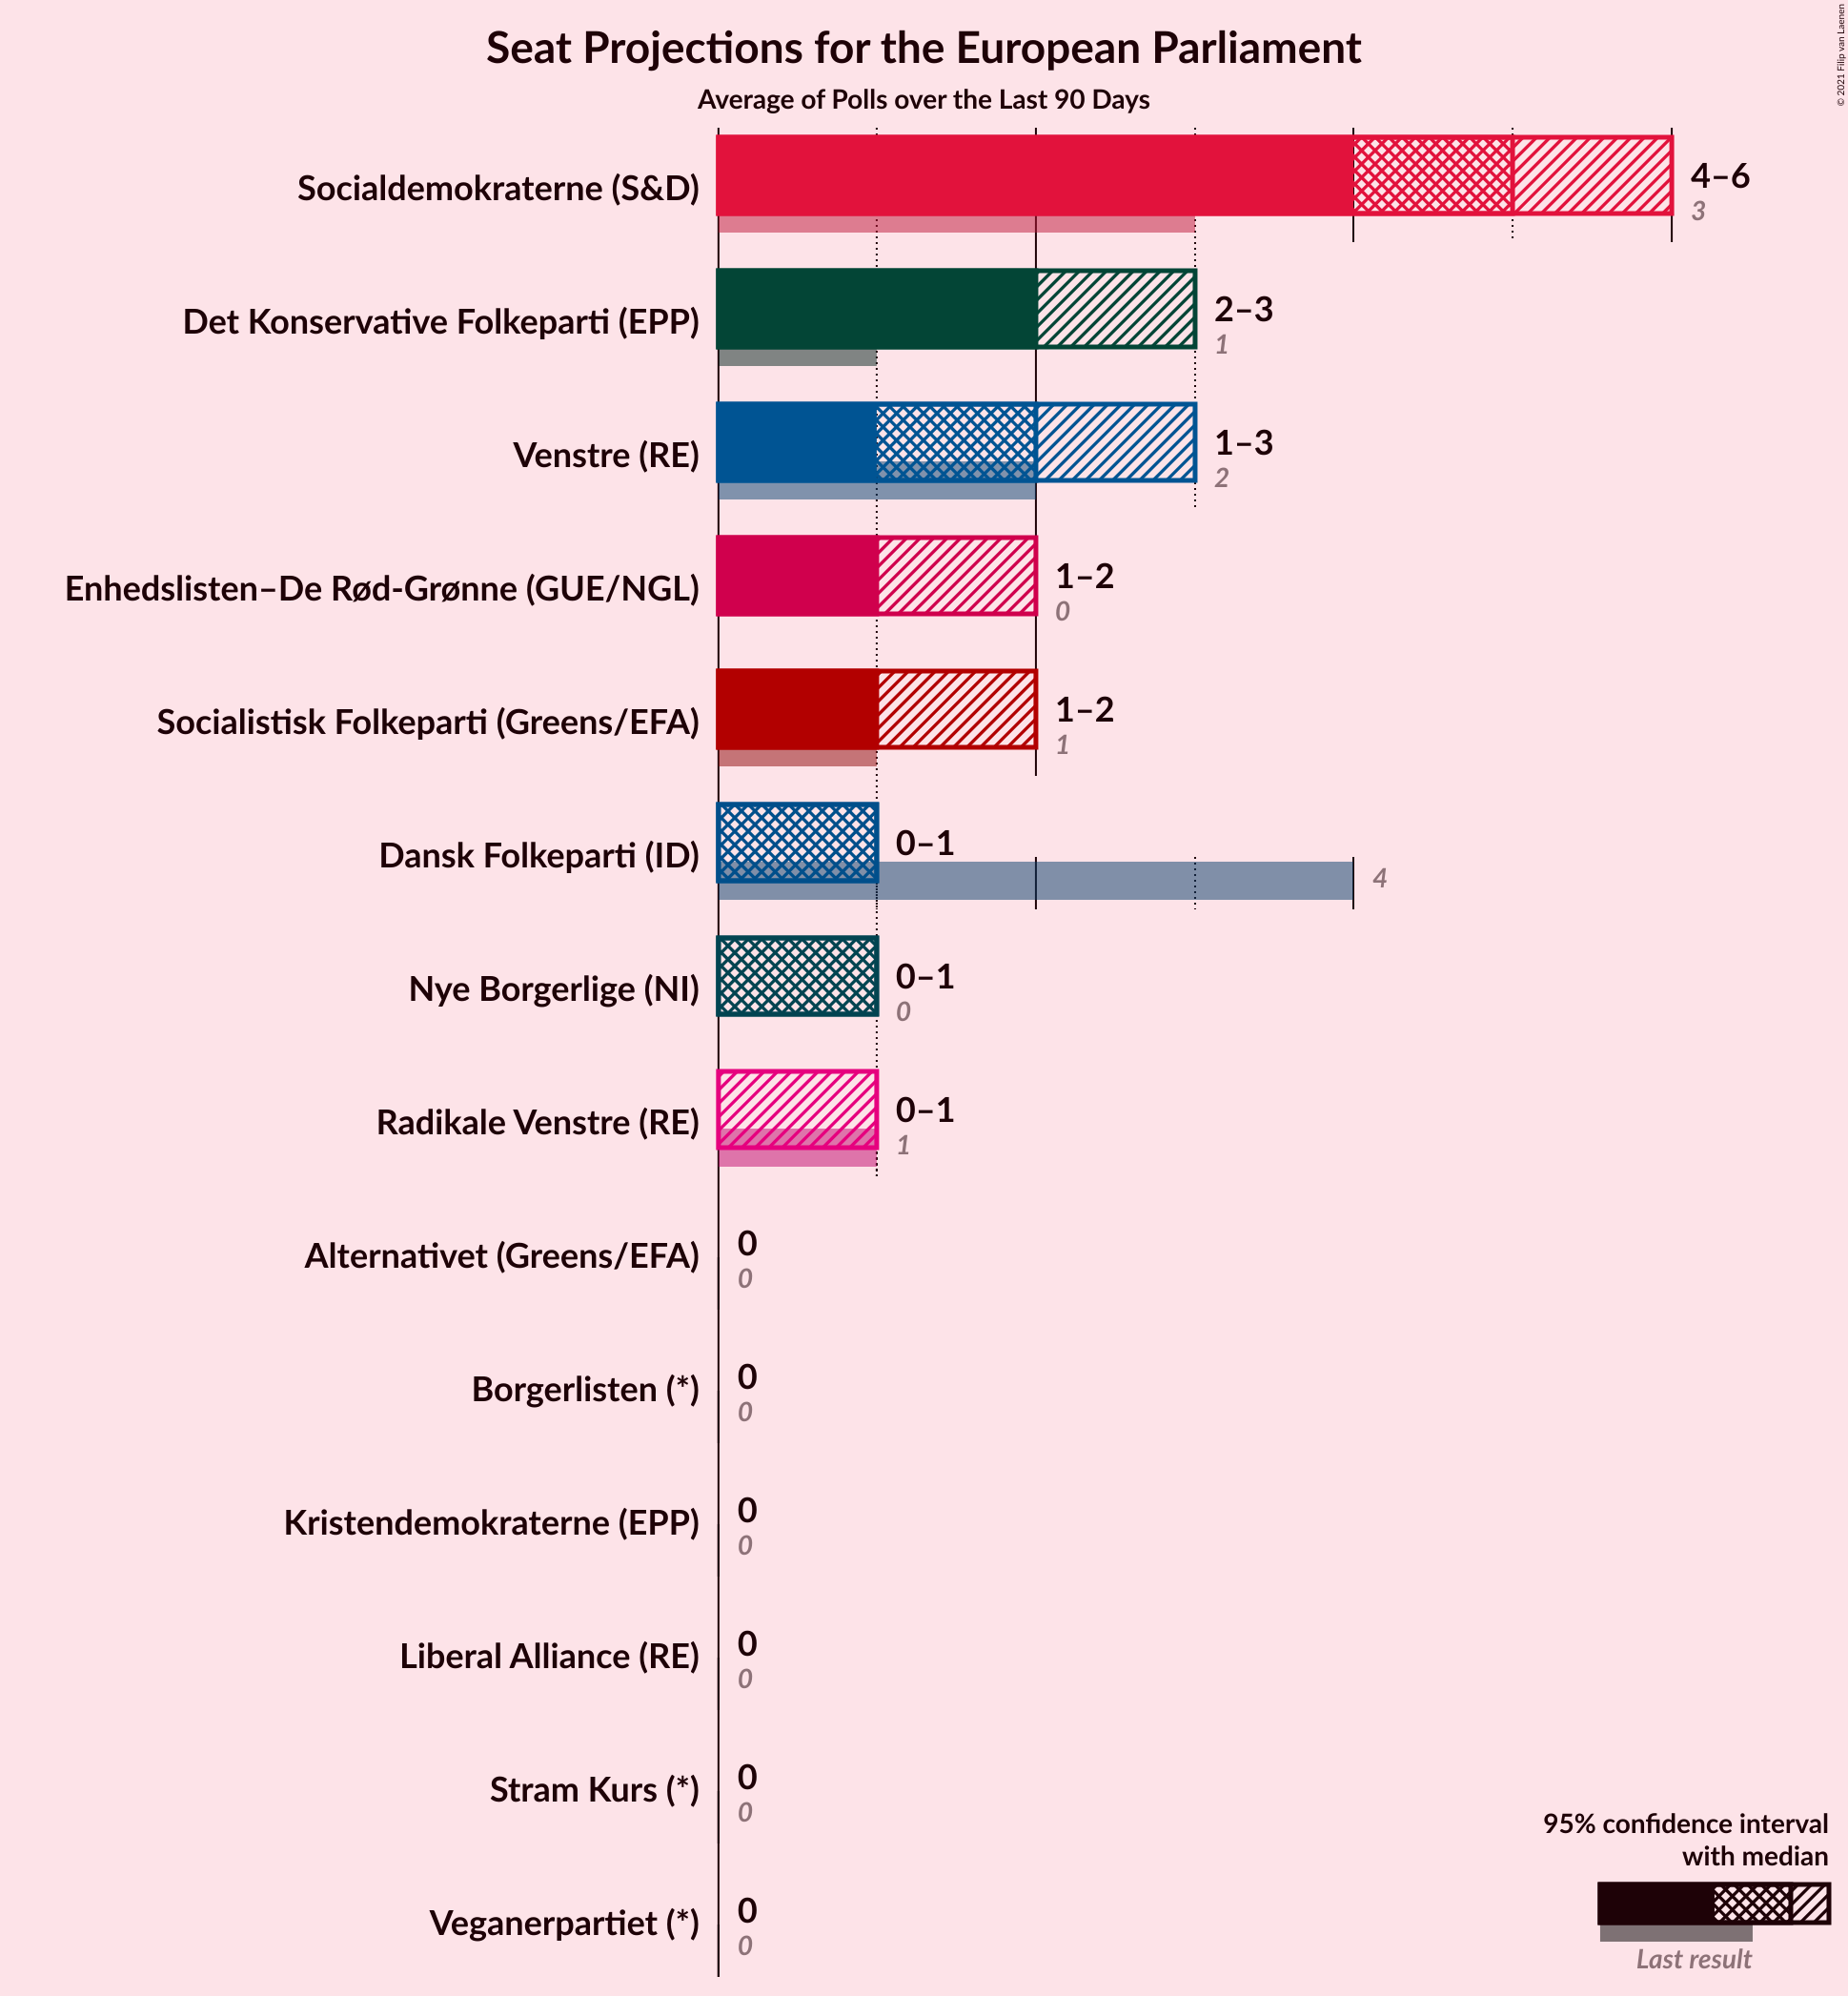 Seat Projections for the European Parliament
Average of Polls over the Last 90 Days
© 2021 Filip van Laenen
Socialdemokraterne (S&D)
4–6
3
Det Konservative Folkeparti (EPP)
2–3
1
Venstre (RE)
1–3
2
Enhedslisten–De Rød-Grønne (GUE/NGL)
1–2
0
Socialistisk Folkeparti (Greens/EFA)
1–2
1
Dansk Folkeparti (ID)
0–1
4
Nye Borgerlige (NI)
0–1
0
Radikale Venstre (RE)
0–1
1
Alternativet (Greens/EFA)
0
0
Borgerlisten (*)
0
0
Kristendemokraterne (EPP)
0
0
Liberal Alliance (RE)
0
0
Stram Kurs (*)
0
0
Veganerpartiet (*)
0
0
95% confidence interval
with median
Last result